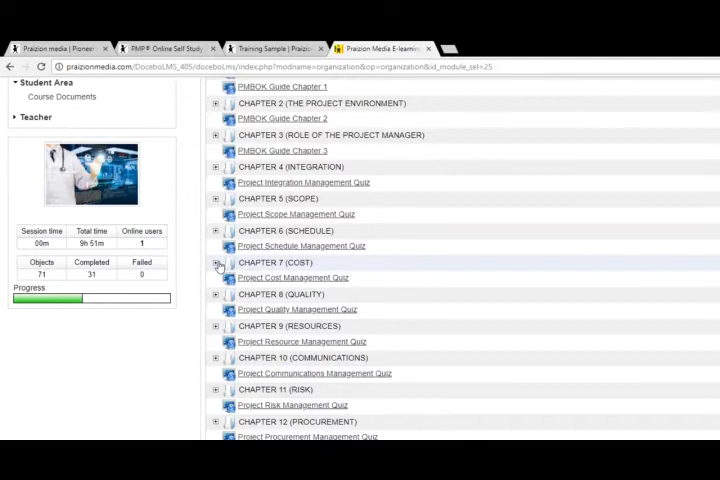 Praizion media | Pioneer
PMP® Online Self Study
Training Sample | Praizion
Praizion Media E-learning
praizionmedia.com/DoceboLMS_405/doceboLms/index.php?modname=organization&op=organization&id_module_sel=25
Student Area
Course Documents
Teacher
Session time
Total time
Online users
00m
9h 51m
1
Objects
Completed
Failed
71
31
0
Progress
PMBOK Guide Chapter 1
CHAPTER 2 (THE PROJECT ENVIRONMENT)
PMBOK Guide Chapter 2
CHAPTER 3 (ROLE OF THE PROJECT MANAGER)
PMBOK Guide Chapter 3
CHAPTER 4 (INTEGRATION)
Project Integration Management Quiz
CHAPTER 5 (SCOPE)
Project Scope Management Quiz
CHAPTER 6 (SCHEDULE)
Project Schedule Management Quiz
CHAPTER 7 (COST)
Project Cost Management Quiz
CHAPTER 8 (QUALITY)
Project Quality Management Quiz
CHAPTER 9 (RESOURCES)
Project Resource Management Quiz
CHAPTER 10 (COMMUNICATIONS)
Project Communications Management Quiz
CHAPTER 11 (RISK)
Project Risk Management Quiz
CHAPTER 12 (PROCUREMENT)
Project Procurement Management Quiz